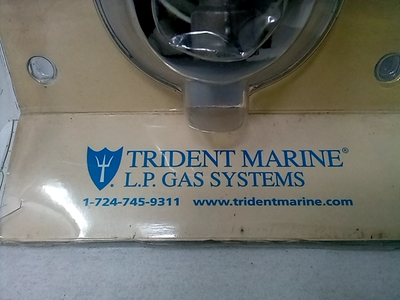 TRIDENT MARINE®
L.P. GAS SYSTEMS
1-724-745-9311 www.tridentmarine.com